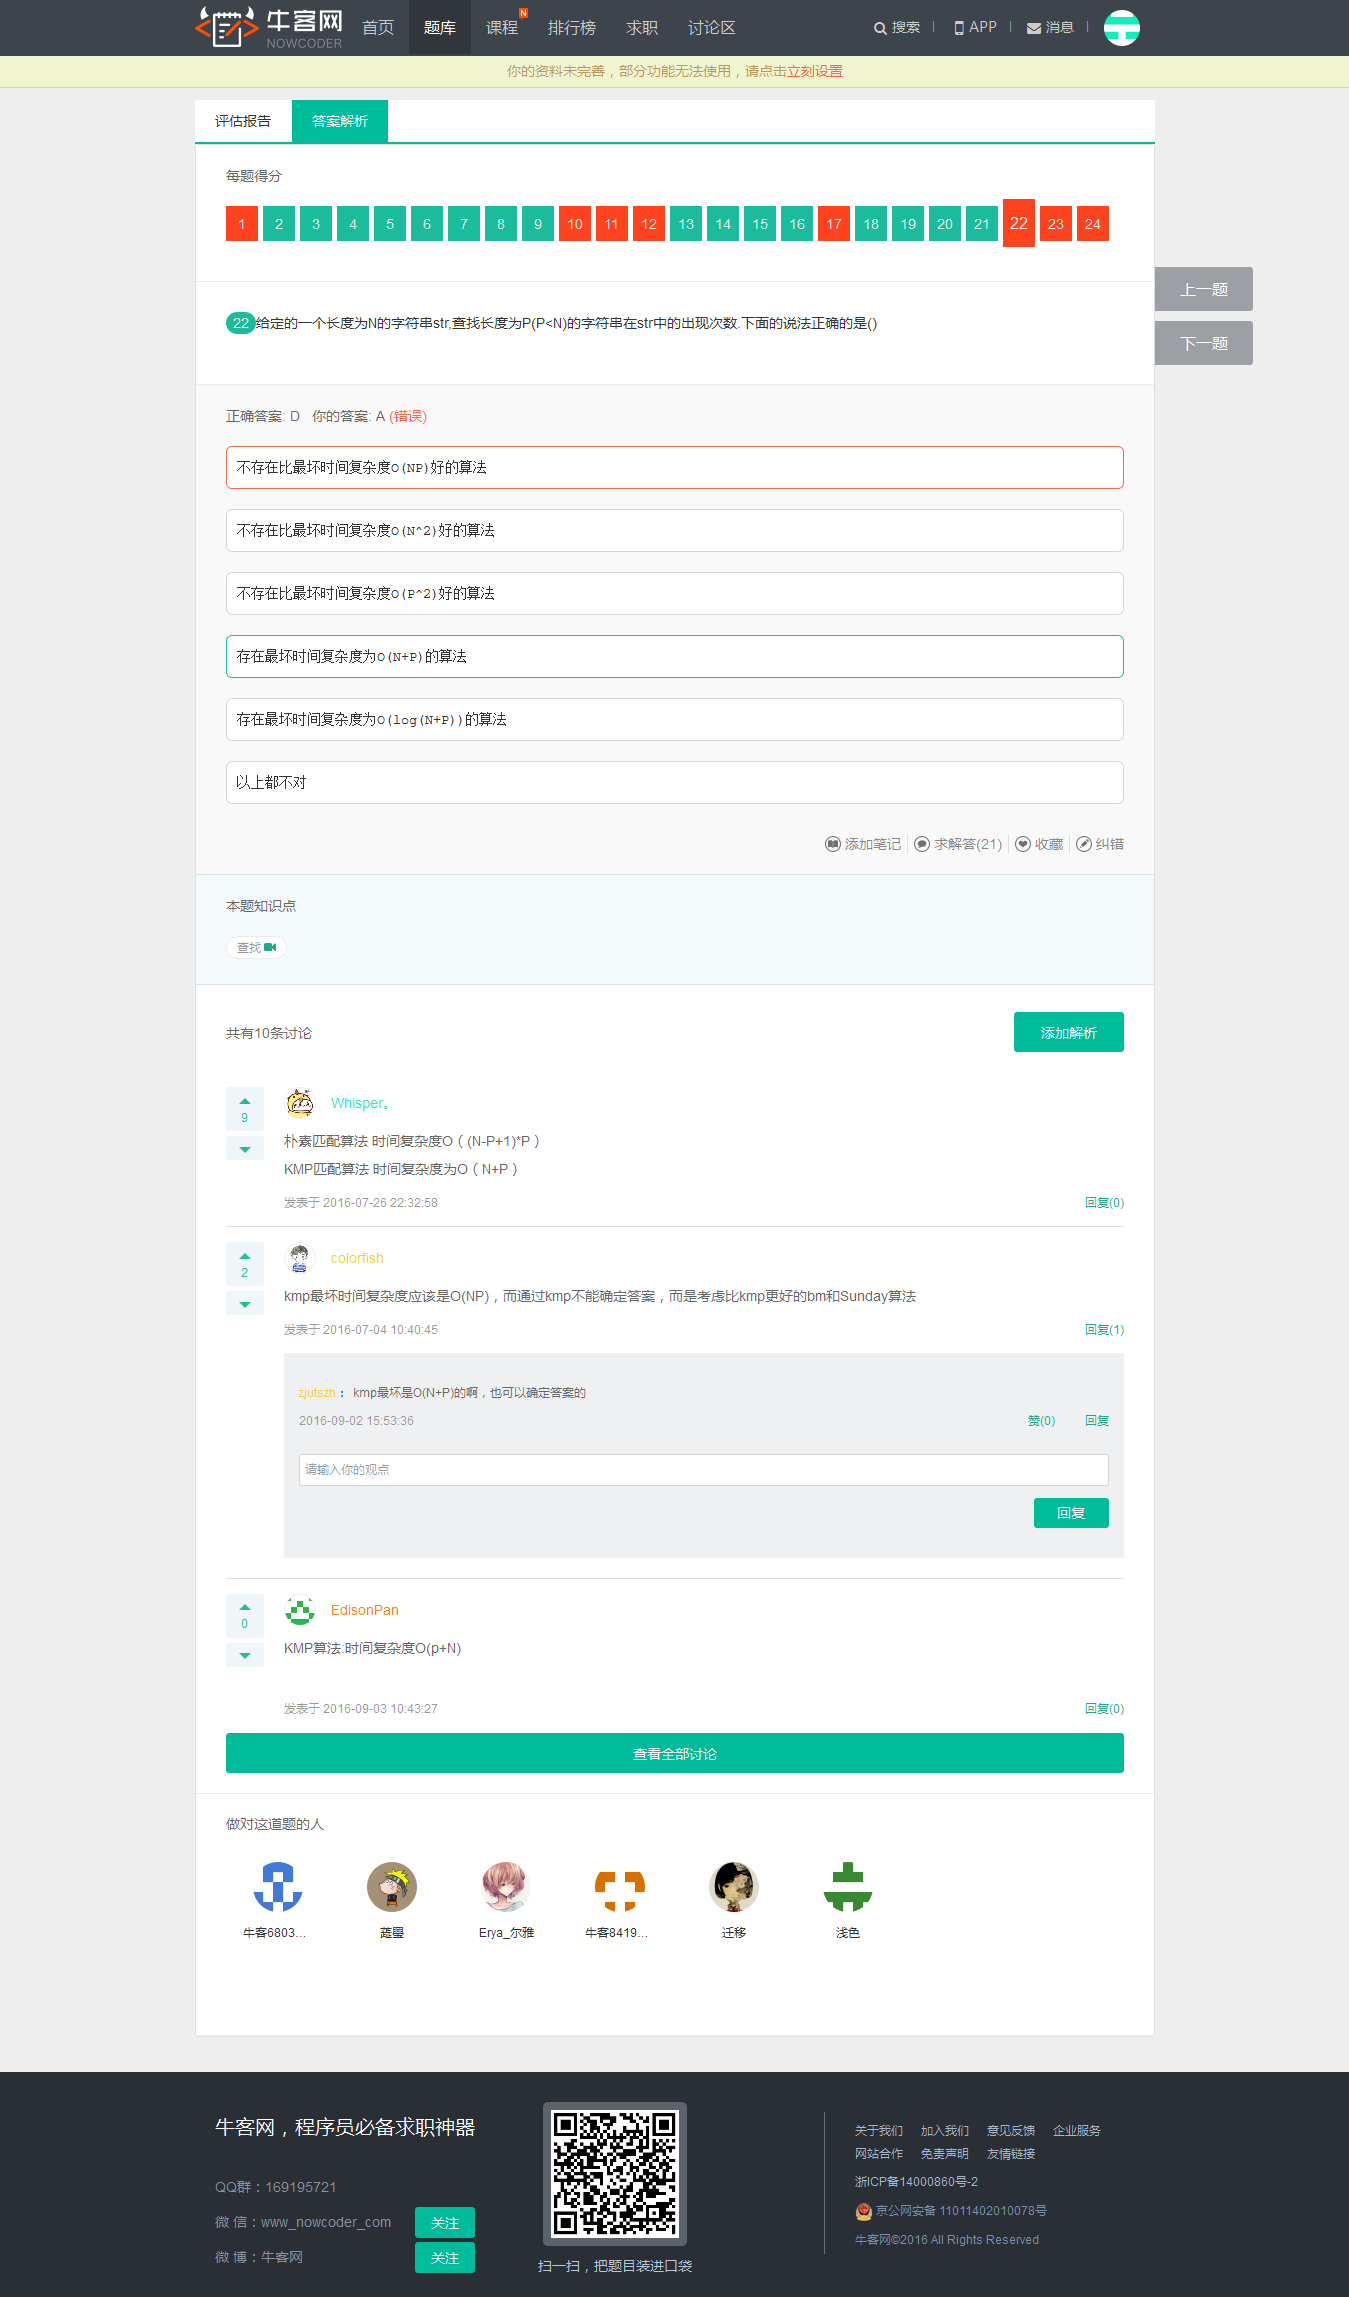 牛客网
NOWCODER
首页 题库 课程 N 排行榜 求职 讨论区 搜索 APP 消息
你的资料未完善，部分功能无法使用，请点击立刻设置
评估报告 答案解析
每题得分
1 2 3 4 5 6 7 8 9 10 11 12 13 14 15 16 17 18 19 20 21 22 23 24
上一题
22给定的一个长度为N的字符串str,查找长度为P(P<N)的字符串在str中的出现次数.下面的说法正确的是()
下一题
正确答案: D 你的答案: A (错误)
不存在比最坏时间复杂度O(NP)好的算法
不存在比最坏时间复杂度O(N^2)好的算法
不存在比最坏时间复杂度O(P^2)好的算法
存在最坏时间复杂度为O(N+P)的算法
存在最坏时间复杂度为O(log(N+P))的算法
以上都不对
添加笔记 求解答(21) 收藏 纠错
本题知识点
查找
共有10条讨论
添加解析
Whisper。
9
朴素匹配算法 时间复杂度O（(N-P+1)*P）
KMP匹配算法 时间复杂度为O（N+P）
发表于 2016-07-26 22:32:58 回复(0)
colorfish
2
kmp最坏时间复杂度应该是O(NP)，而通过kmp不能确定答案，而是考虑比kmp更好的bm和Sunday算法
发表于 2016-07-04 10:40:45 回复(1)
zjutszh： kmp最坏是O(N+P)的啊，也可以确定答案的
2016-09-02 15:53:36 赞(0) 回复
请输入你的观点
回复
EdisonPan
0
KMP算法:时间复杂度O(p+N)
发表于 2016-09-03 10:43:27 回复(0)
查看全部讨论
做对这道题的人
牛客6803... Erya_尔雅 牛客8419... 迁移 浅色
牛客网，程序员必备求职神器
QQ群：169195721
微 信：www_nowcoder_com 关注
微 博：牛客网 关注
扫一扫，把题目装进口袋
关于我们 加入我们 意见反馈 企业服务
网站合作 免责声明 友情链接
浙ICP备14000860号-2
京公网安备 11011402010078号
牛客网©2016 All Rights Reserved